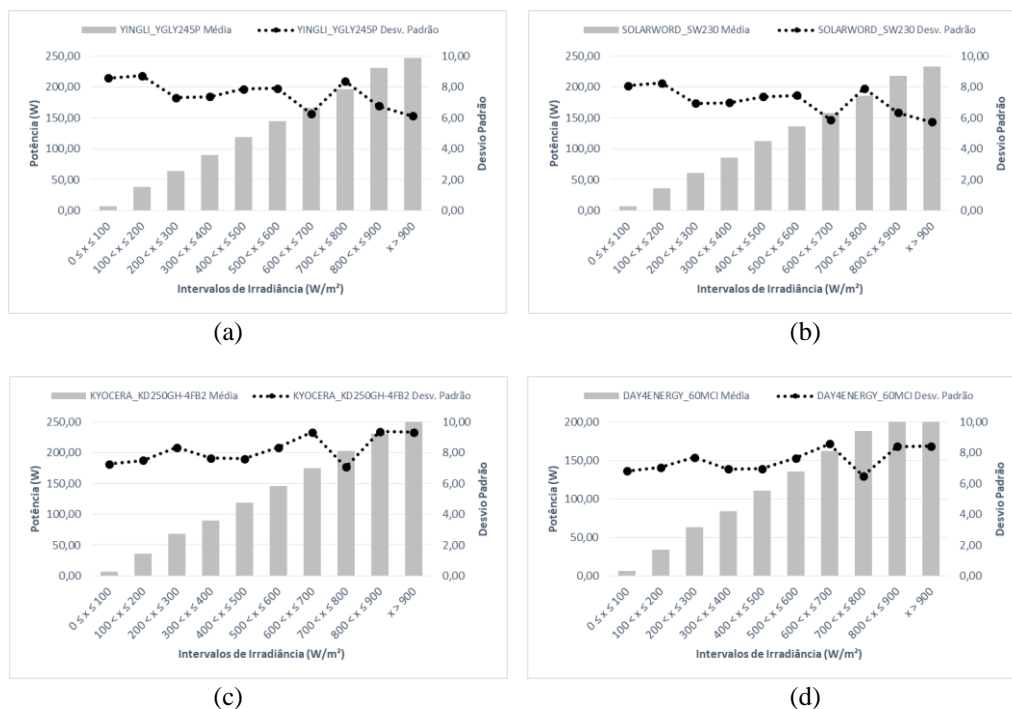 YINGLI_YGLY245P Média YINGLI_YGLY245P Desv. Padrão
250,00 200,00 150,00 100,00 50,00 0,00
Potência (W)
10,00 8,00 6,00 4,00 2,00 0,00
Desvio Padrão
0 ≤ x ≤ 100 100 < x ≤ 200 200 < x ≤ 300 300 < x ≤ 400 400 < x ≤ 500 500 < x ≤ 600 600 < x ≤ 700 700 < x ≤ 800 800 < x ≤ 900 x > 900
Intervalos de Irradiância (W/m²)
(a)
SOLARWORD_SW230 Média SOLARWORD_SW230 Desv. Padrão
250,00 200,00 150,00 100,00 50,00 0,00
Potência (W)
10,00 8,00 6,00 4,00 2,00 0,00
Desvio Padrão
0 ≤ x ≤ 100 100 < x ≤ 200 200 < x ≤ 300 300 < x ≤ 400 400 < x ≤ 500 500 < x ≤ 600 600 < x ≤ 700 700 < x ≤ 800 800 < x ≤ 900 x > 900
Intervalos de Irradiância (W/m²)
(b)
KYOCERA_KD250GH-4FB2 Média KYOCERA_KD250GH-4FB2 Desv. Padrão
250,00 200,00 150,00 100,00 50,00 0,00
Potência (W)
10,00 8,00 6,00 4,00 2,00 0,00
Desvio Padrão
0 ≤ x ≤ 100 100 < x ≤ 200 200 < x ≤ 300 300 < x ≤ 400 400 < x ≤ 500 500 < x ≤ 600 600 < x ≤ 700 700 < x ≤ 800 800 < x ≤ 900 x > 900
Intervalos de Irradiância (W/m²)
(c)
DAY4ENERGY_60MCI Média DAY4ENERGY_60MCI Desv. Padrão
200,00 150,00 100,00 50,00 0,00
Potência (W)
10,00 8,00 6,00 4,00 2,00 0,00
Desvio Padrão
0 ≤ x ≤ 100 100 < x ≤ 200 200 < x ≤ 300 300 < x ≤ 400 400 < x ≤ 500 500 < x ≤ 600 600 < x ≤ 700 700 < x ≤ 800 800 < x ≤ 900 x > 900
Intervalos de Irradiância (W/m²)
(d)